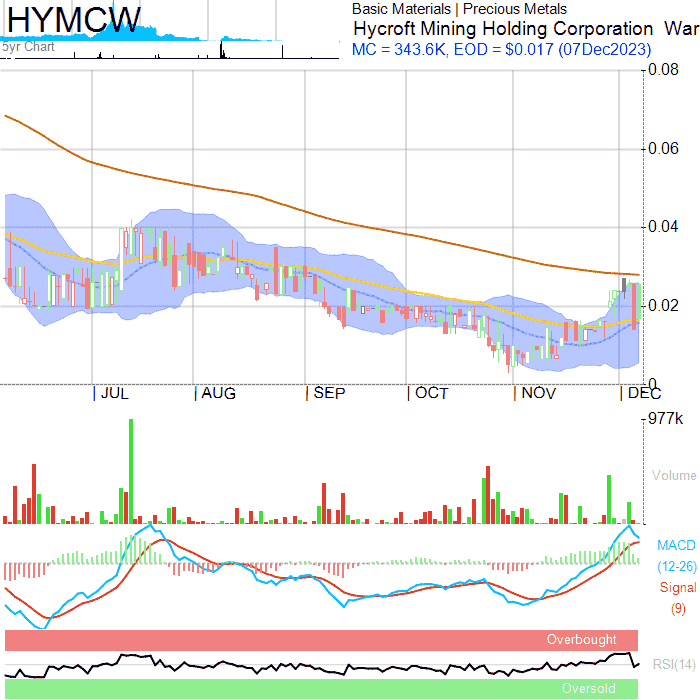 HYMCW
5yr Chart
Basic Materials | Precious Metals
Hycroft Mining Holding Corporation War
MC = 343.6K, EOD = $0.017 (07Dec2023)
0.08
0.06
0.04
0.02
0
JUL AUG SEP OCT NOV DEC
977k
Volume
MACD
(12-26)
Signal
(9)
Overbought
RSI(14)
Oversold